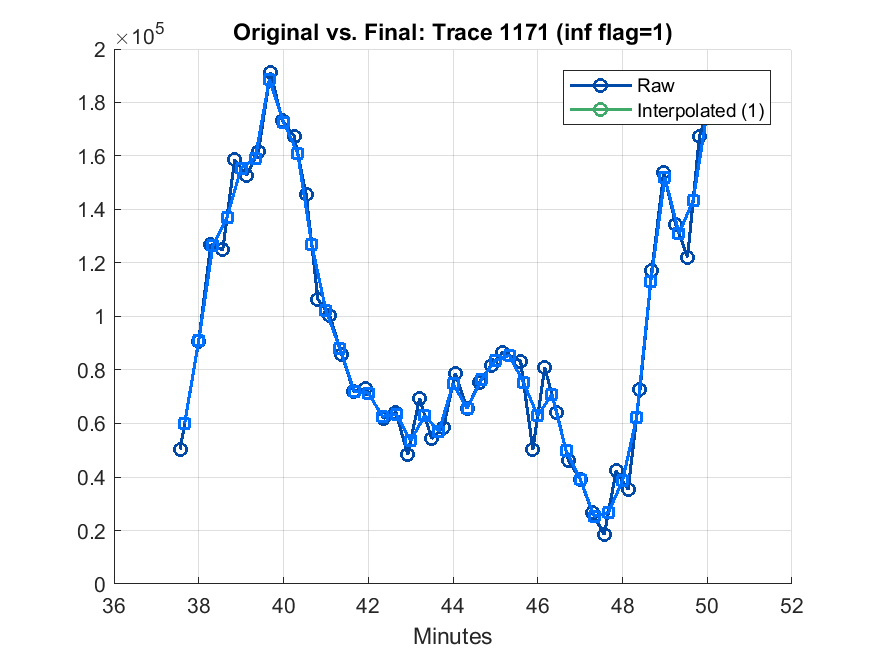 Original vs. Final: Trace 1171 (inf flag=1)
×10⁵
Raw
Interpolated (1)
2
1.8
1.6
1.4
1.2
1
0.8
0.6
0.4
0.2
0
36 38 40 42 44 46 48 50 52
Minutes